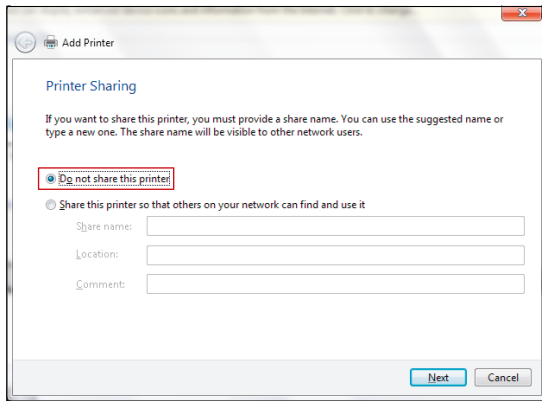 Add Printer
Printer Sharing
If you want to share this printer, you must provide a share name. You can use the suggested name or
type a new one. The share name will be visible to other network users.
Do not share this printer
Share this printer so that others on your network can find and use it
Share name:
Location:
Comment:
Next
Cancel